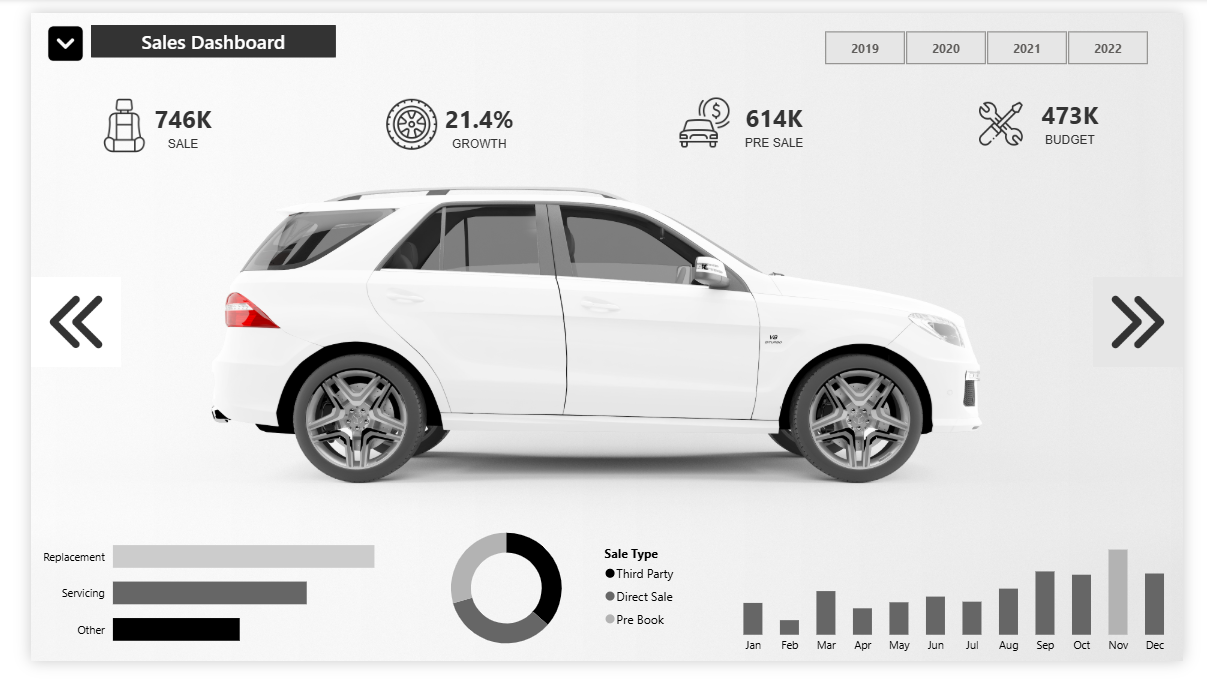 Sales Dashboard
2019 2020 2021 2022
746K
SALE
21.4%
GROWTH
614K
PRE SALE
473K
BUDGET
V8
Replacement
Servicing
Other
Sale Type
Third Party
Direct Sale
Pre Book
Jan Feb Mar Apr May Jun Jul Aug Sep Oct Nov Dec